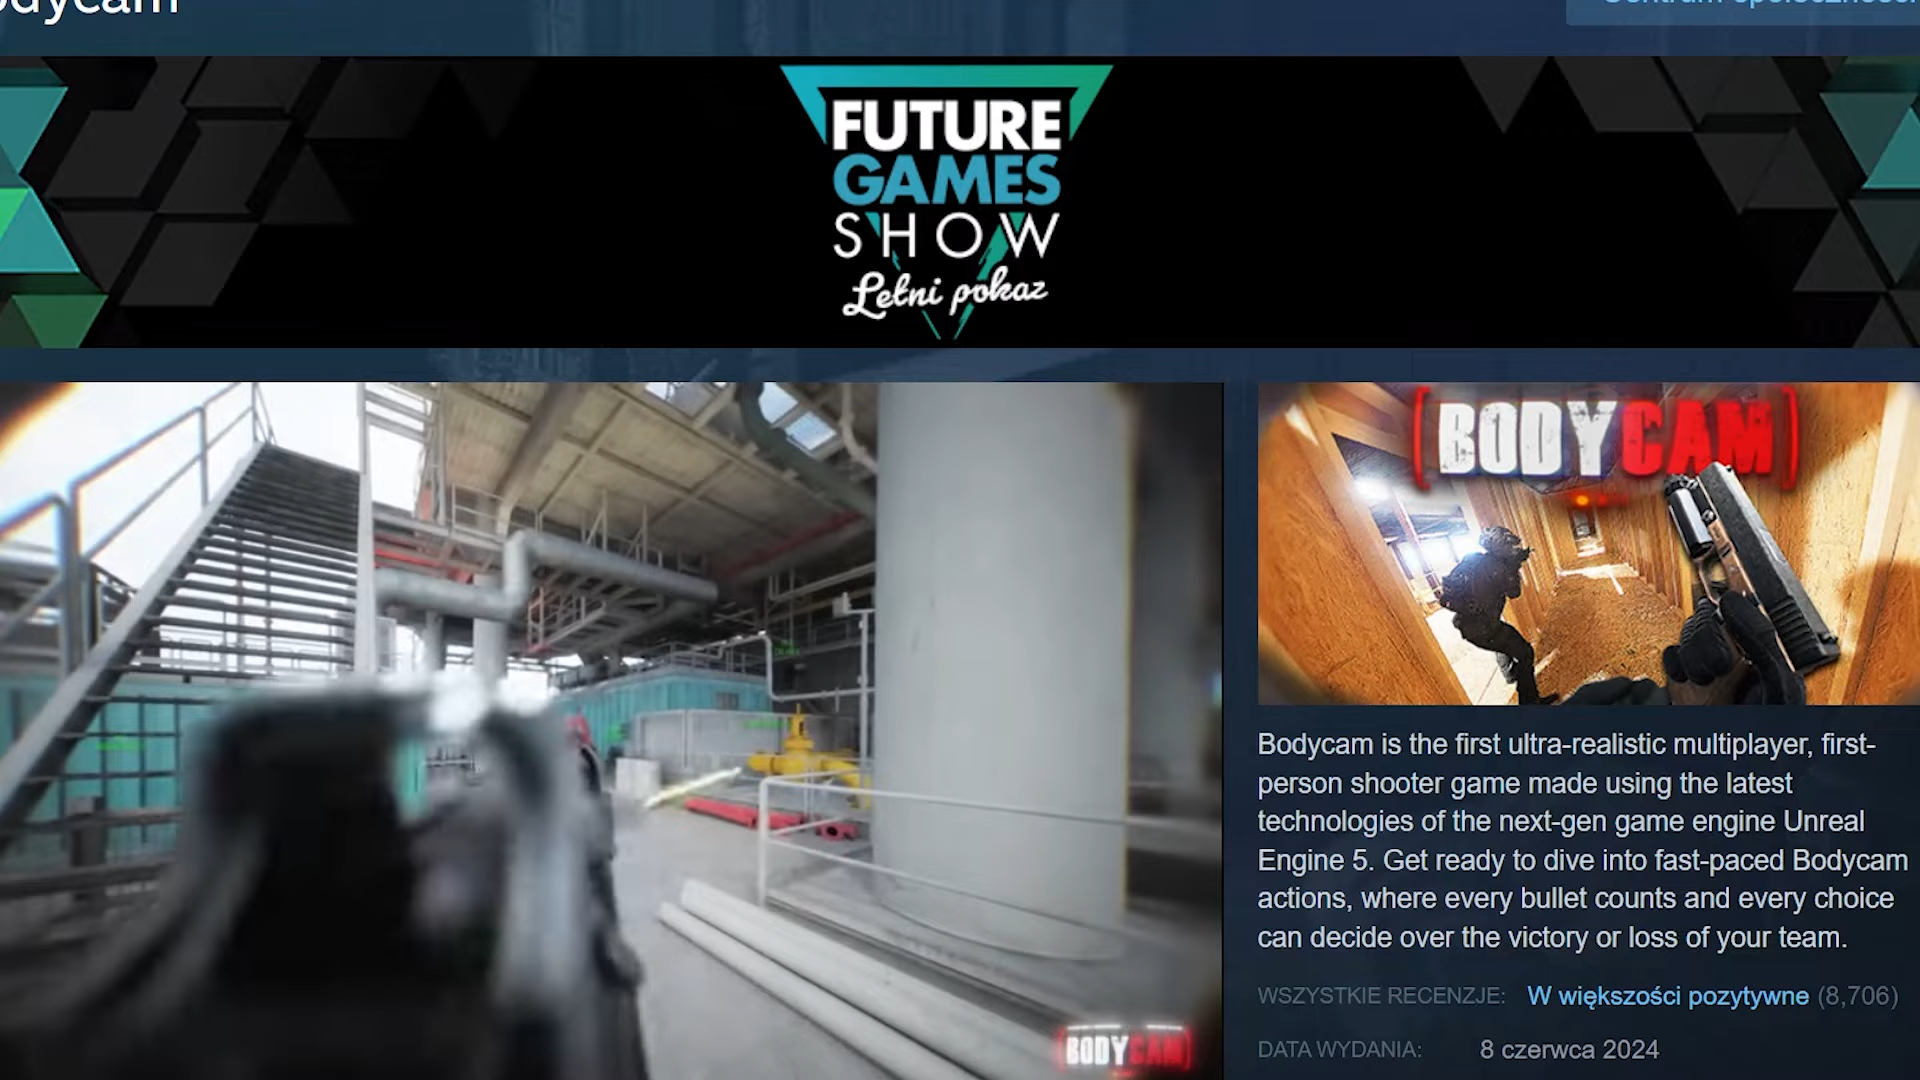 Bodycam
Centrum społeczności
FUTURE
GAMES
SHOW
Letni pokaz
[BODYCAM]
Bodycam is the first ultra-realistic multiplayer, first-
person shooter game made using the latest
technologies of the next-gen game engine Unreal
Engine 5. Get ready to dive into fast-paced Bodycam
actions, where every bullet counts and every choice
can decide over the victory or loss of your team.
WSZYSTKIE RECENZJE: W większości pozytywne (8,706)
DATA WYDANIA: 8 czerwca 2024
[BODYCAM]